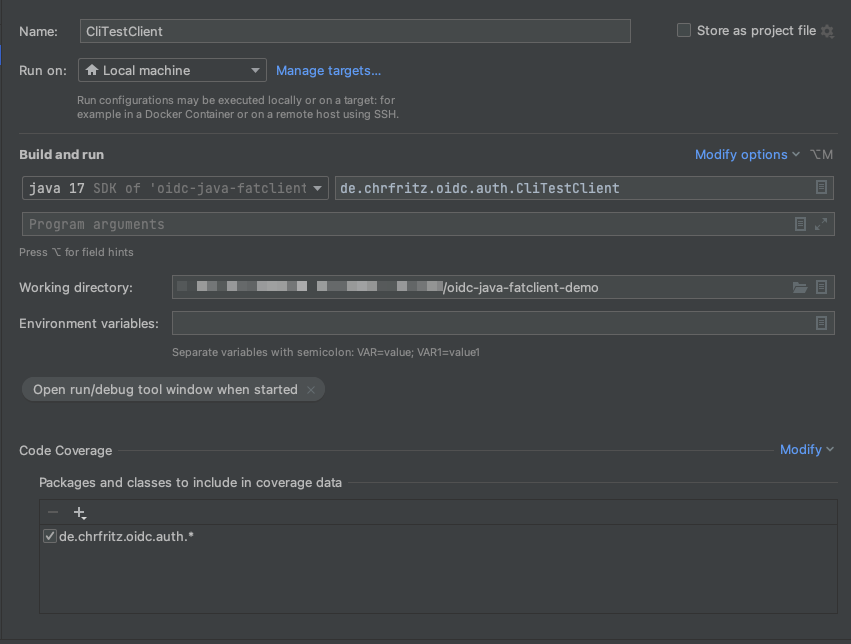 Name: CliTestClient Store as project file
Run on: Local machine Manage targets...
Run configurations may be executed locally or on a target: for
example in a Docker Container or on a remote host using SSH.
Build and run Modify options ⌥M
java 17 SDK of 'oidc-java-fatclient de.chrfritz.oidc.auth.CliTestClient
Program arguments
Press ⌥ for field hints
Working directory: /oidc-java-fatclient-demo
Environment variables:
Separate variables with semicolon: VAR=value; VAR1=value1
Open run/debug tool window when started ×
Code Coverage Modify
Packages and classes to include in coverage data
de.chrfritz.oidc.auth.*